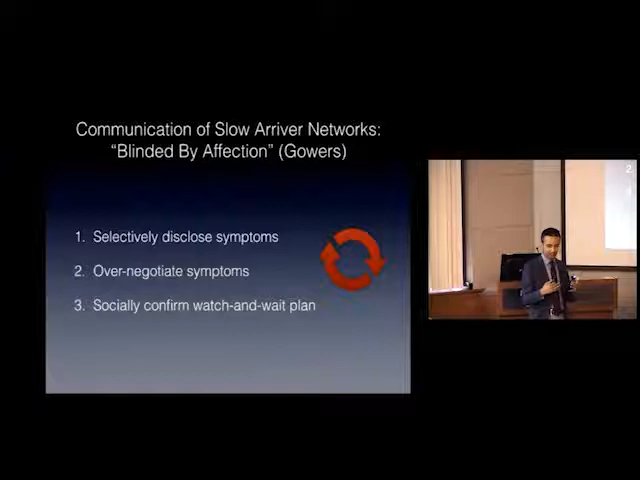 Communication of Slow Arriver Networks:
"Blinded By Affection" (Gowers)
1. Selectively disclose symptoms
2. Over-negotiate symptoms
3. Socially confirm watch-and-wait plan
2.